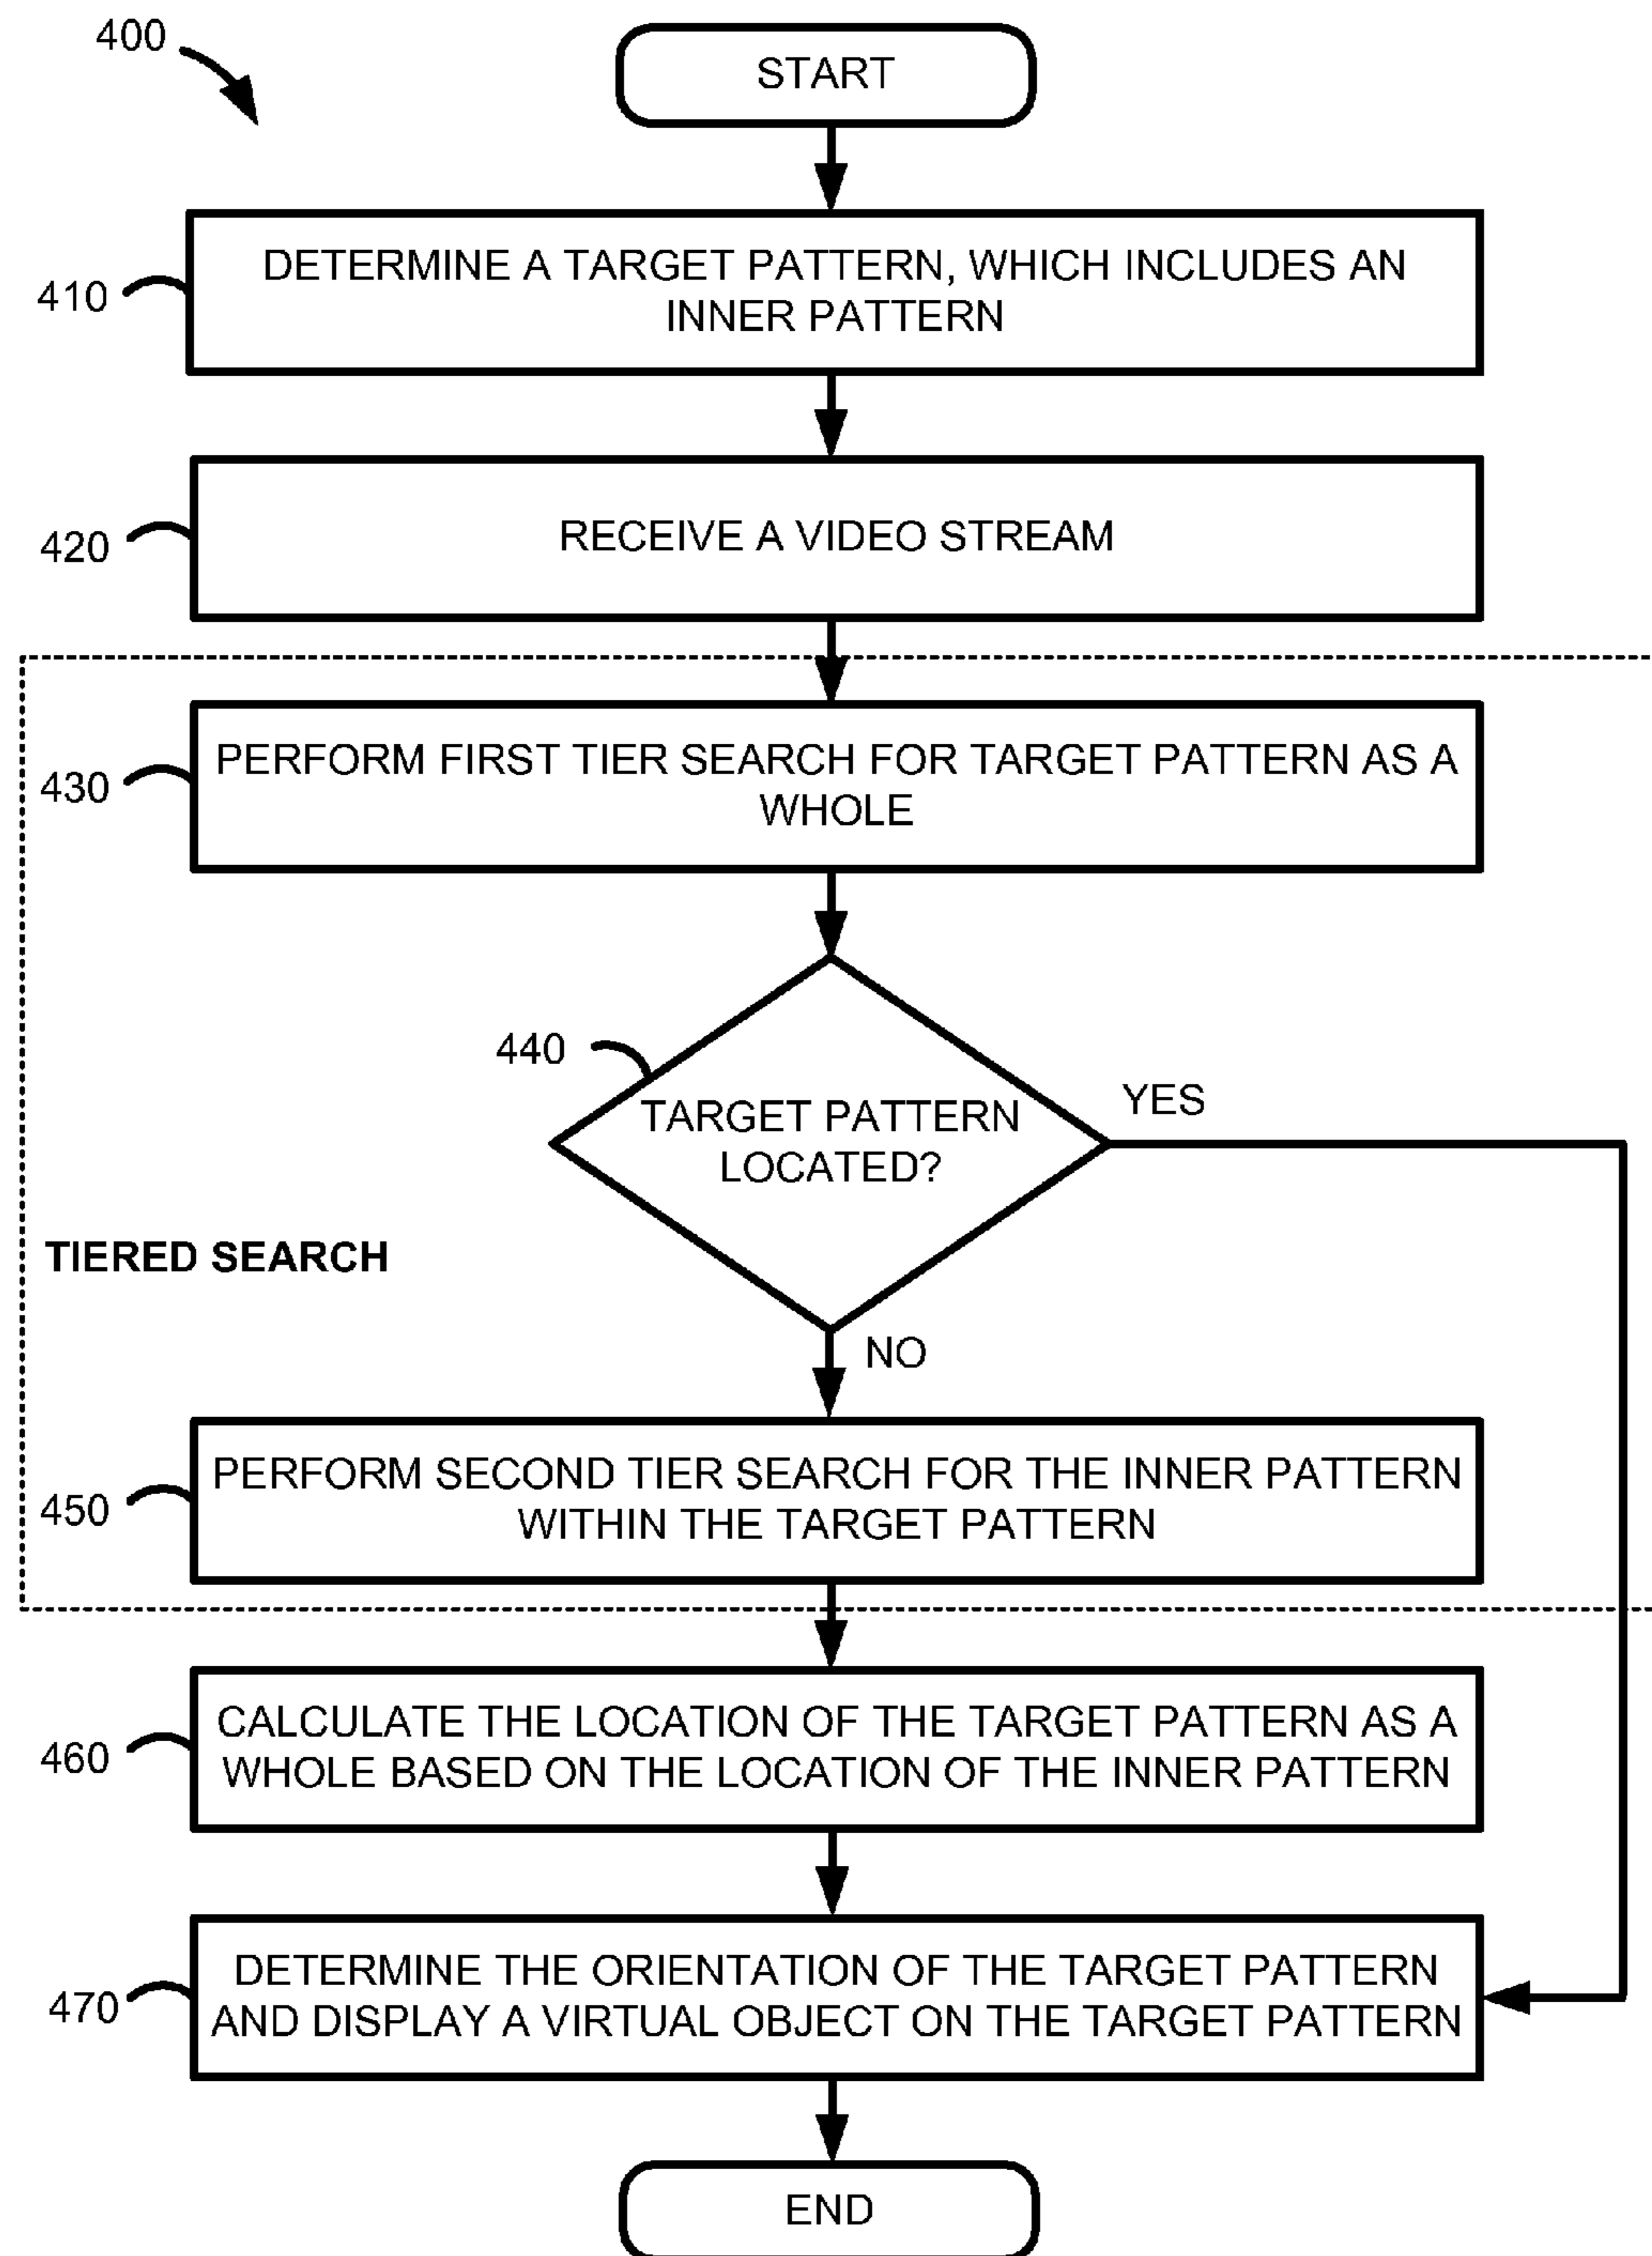 400
START
410
DETERMINE A TARGET PATTERN, WHICH INCLUDES AN
INNER PATTERN
420
RECEIVE A VIDEO STREAM
430
PERFORM FIRST TIER SEARCH FOR TARGET PATTERN AS A
WHOLE
440
TARGET PATTERN
LOCATED?
YES
TIERED SEARCH
NO
450
PERFORM SECOND TIER SEARCH FOR THE INNER PATTERN
WITHIN THE TARGET PATTERN
460
CALCULATE THE LOCATION OF THE TARGET PATTERN AS A
WHOLE BASED ON THE LOCATION OF THE INNER PATTERN
470
DETERMINE THE ORIENTATION OF THE TARGET PATTERN
AND DISPLAY A VIRTUAL OBJECT ON THE TARGET PATTERN
END